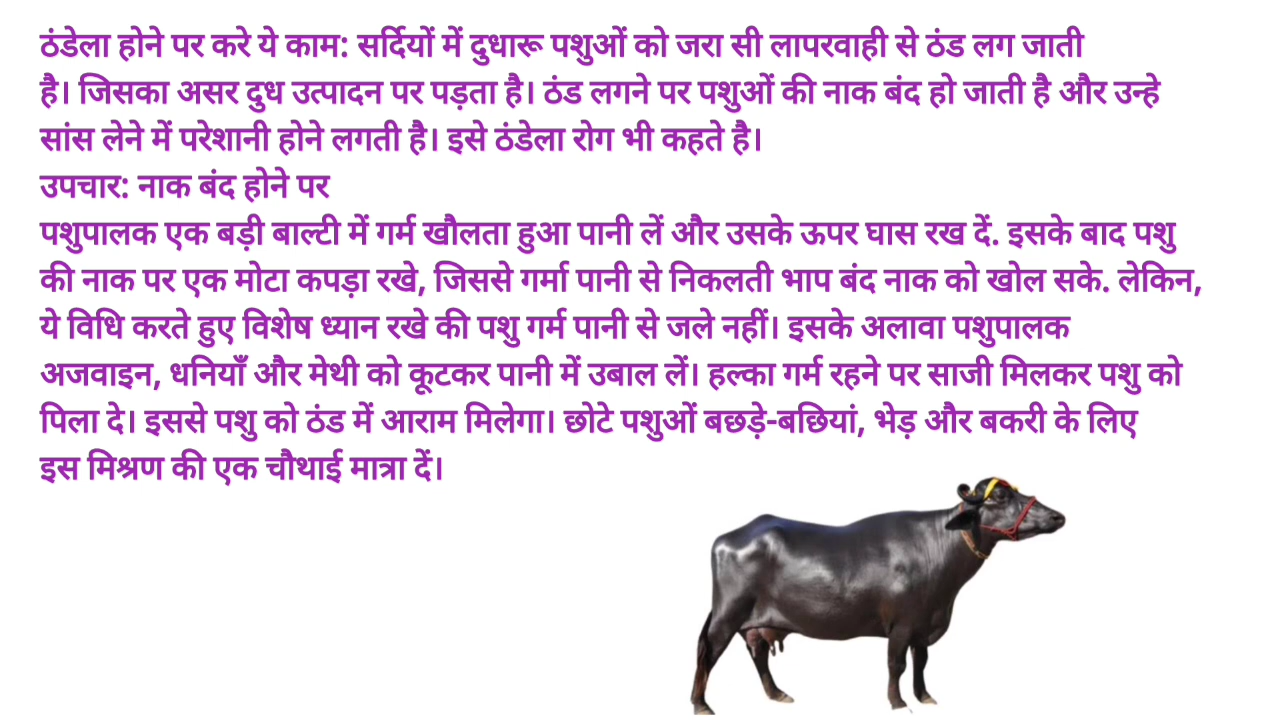 ठंडेला होने पर करे ये काम: सर्दियों में दुधारू पशुओं को जरा सी लापरवाही से ठंड लग जाती
है। जिसका असर दुध उत्पादन पर पड़ता है। ठंड लगने पर पशुओं की नाक बंद हो जाती है और उन्हे
सांस लेने में परेशानी होने लगती है। इसे ठंडेला रोग भी कहते है।
उपचार: नाक बंद होने पर
पशुपालक एक बड़ी बाल्टी में गर्म खौलता हुआ पानी लें और उसके ऊपर घास रख दें. इसके बाद पशु
की नाक पर एक मोटा कपड़ा रखे, जिससे गर्मा पानी से निकलती भाप बंद नाक को खोल सके. लेकिन,
ये विधि करते हुए विशेष ध्यान रखे की पशु गर्म पानी से जले नहीं। इसके अलावा पशुपालक
अजवाइन, धनियाँ और मेथी को कूटकर पानी में उबाल लें। हल्का गर्म रहने पर साजी मिलकर पशु को
पिला दे। इससे पशु को ठंड में आराम मिलेगा। छोटे पशुओं बछड़े-बछियां, भेड़ और बकरी के लिए
इस मिश्रण की एक चौथाई मात्रा दें।